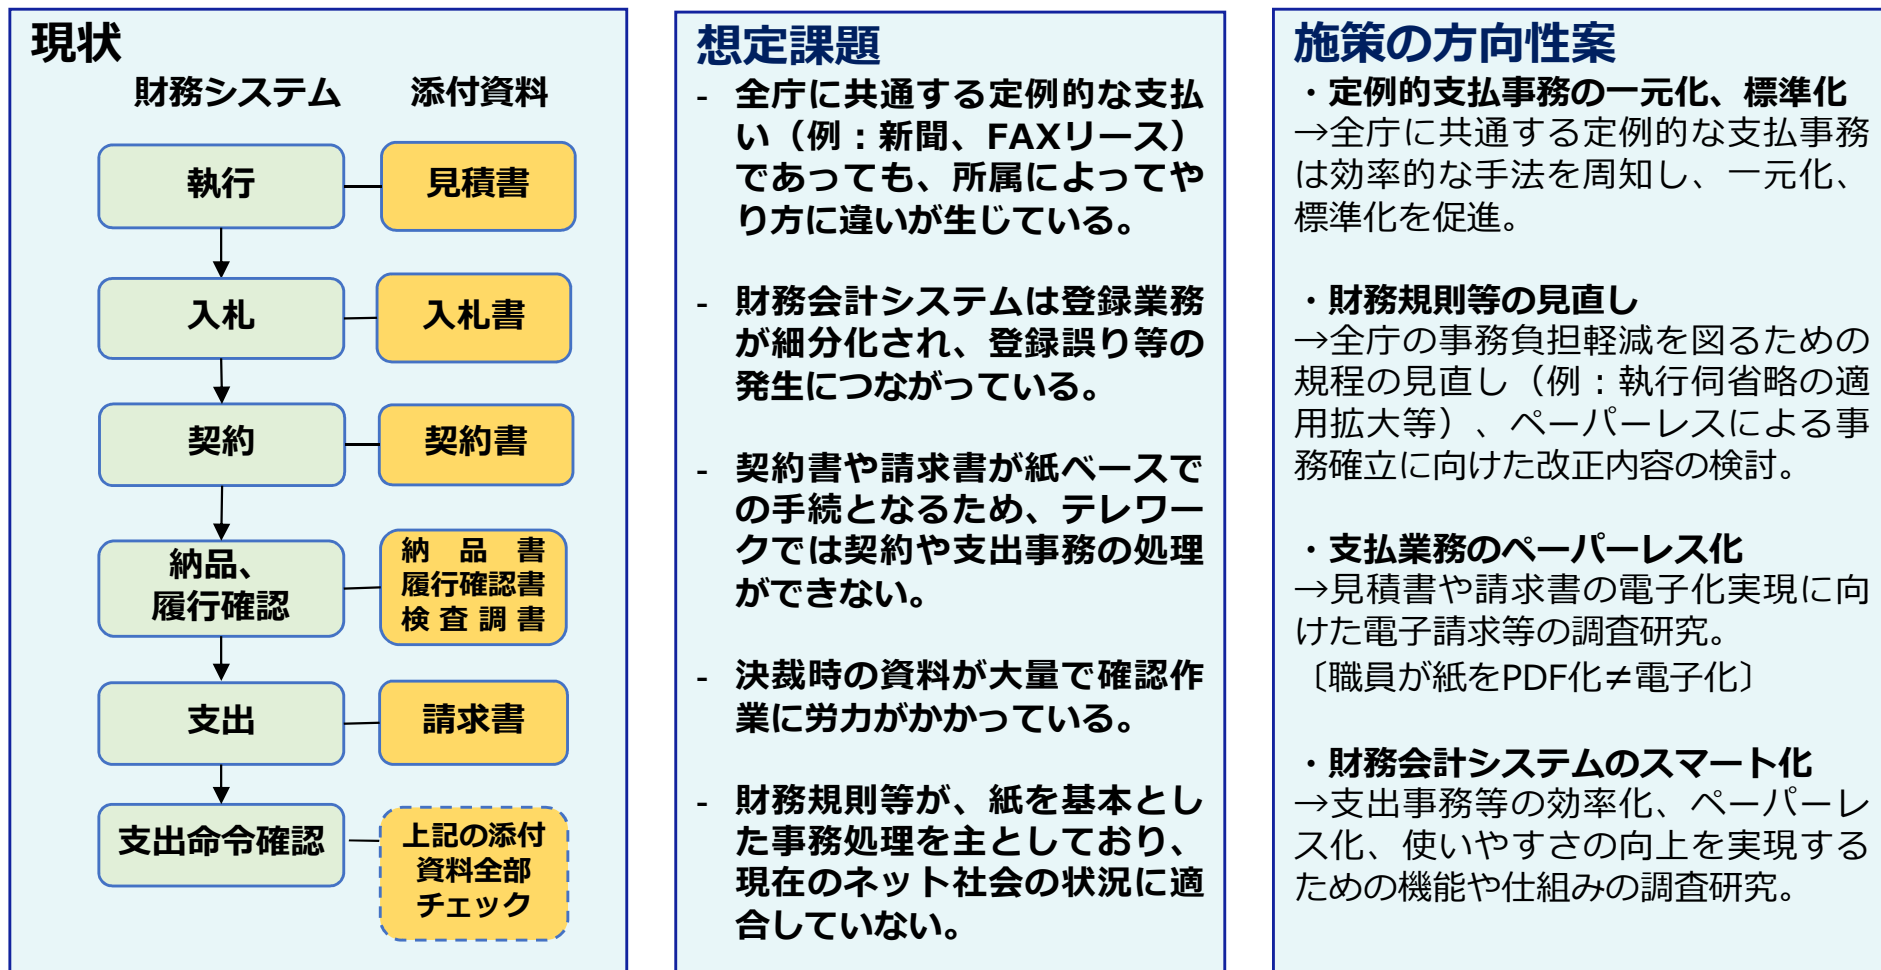 現状
財務システム 添付資料
執行 見積書
入札 入札書
契約 契約書
納品、
履行確認
納品書
履行確認書
検査調書
支出 請求書
支出命令確認
上記の添付
資料全部
チェック
想定課題
- 全庁に共通する定例的な支払
い（例：新聞、FAXリース）
であっても、所属によってや
り方に違いが生じている。
- 財務会計システムは登録業務
が細分化され、登録誤り等の
発生につながっている。
- 契約書や請求書が紙ベースで
の手続となるため、テレワー
クでは契約や支出事務の処理
ができない。
- 決裁時の資料が大量で確認作
業に労力がかかっている。
- 財務規則等が、紙を基本とし
た事務処理を主としており、
現在のネット社会の状況に適
合していない。
施策の方向性案
・定例的支払事務の一元化、標準化
→全庁に共通する定例的な支払事務
は効率的な手法を周知し、一元化、
標準化を促進。
・財務規則等の見直し
→全庁の事務負担軽減を図るための
規程の見直し（例：執行伺省略の適
用拡大等）、ペーパーレスによる事
務確立に向けた改正内容の検討。
・支払業務のペーパーレス化
→見積書や請求書の電子化実現に向
けた電子請求等の調査研究。
〔職員が紙をPDF化≠電子化〕
・財務会計システムのスマート化
→支出事務等の効率化、ペーパーレ
ス化、使いやすさの向上を実現する
ための機能や仕組みの調査研究。